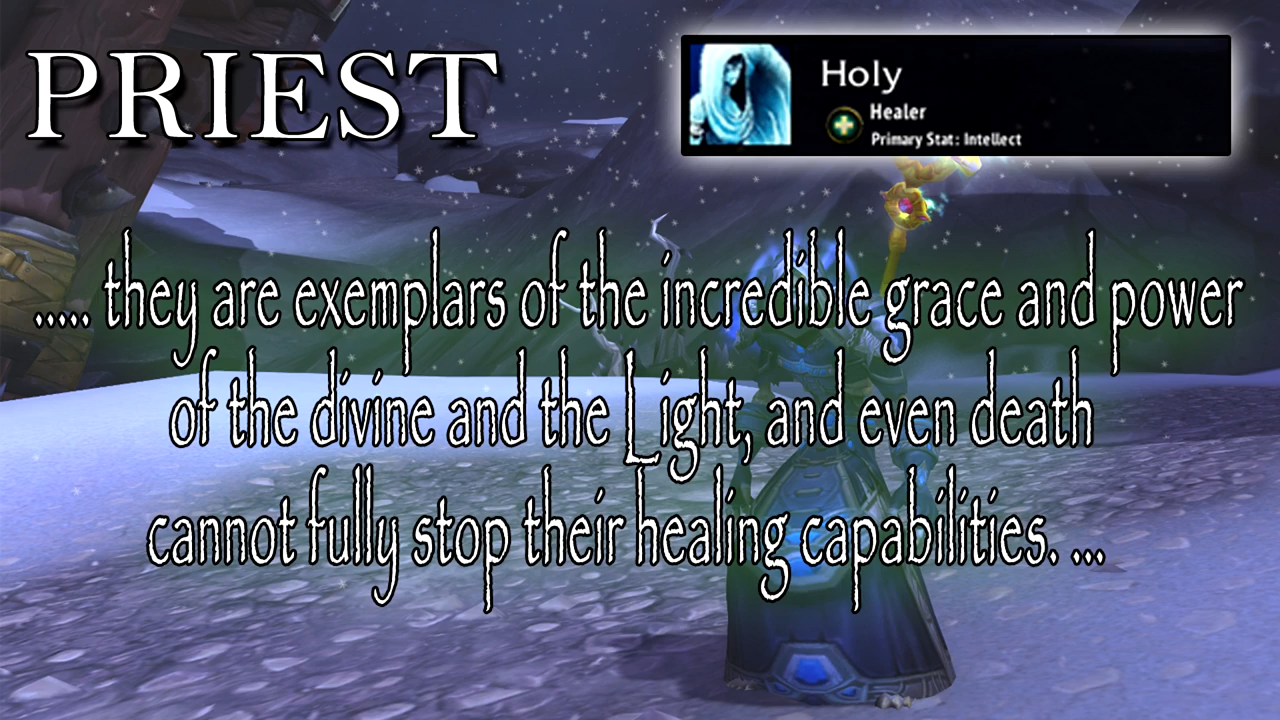 PRIEST
Holy
Healer
Primary Stat: Intellect
..... they are exemplars of the incredible grace and power
of the divine and the Light, and even death
cannot fully stop their healing capabilities. ...